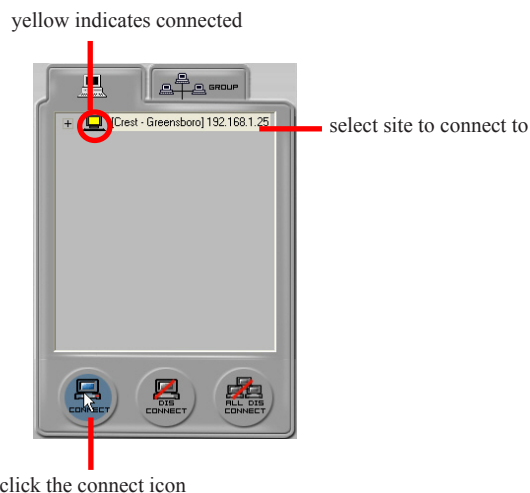 yellow indicates connected
GROUP
[Crest - Greensboro] 192.168.1.25
select site to connect to
CONNECT
DIS
CONNECT
ALL DIS
CONNECT
click the connect icon